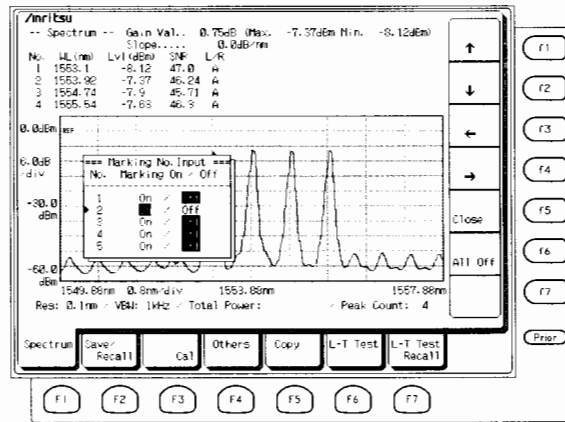 Anritsu
-- Spectrum -- Gain Val.. 0.75dB (Max. -7.37dBm Min. -8.12dBm)
Slope..... 0.0dB/nm
No. WL(nm) Lvl(dBm) SNR L/R
1 1553.1 -8.12 47.0 A
2 1553.92 -7.37 46.24 A
3 1554.74 -7.9 45.71 A
4 1555.54 -7.63 46.3 A
0.0dBm REF
6.0dB
/div
-30.0
dBm
-60.0
dBm
=== Marking No.Input ===
No. Marking On / Off
1 On /
2 / Off
3 On /
4 On /
5 On /
1549.88nm 0.8nm/div 1553.88nm 1557.88nm
Res: 0.1nm / VBW: 1kHz / Total Power: / Peak Count: 4
↑
↓
←
→
Close
All Off
f1
f2
f3
f4
f5
f6
f7
Prior
Spectrum
Save/
Recall
Cal
Others
Copy
L-T Test
L-T Test
Recall
F1 F2 F3 F4 F5 F6 F7